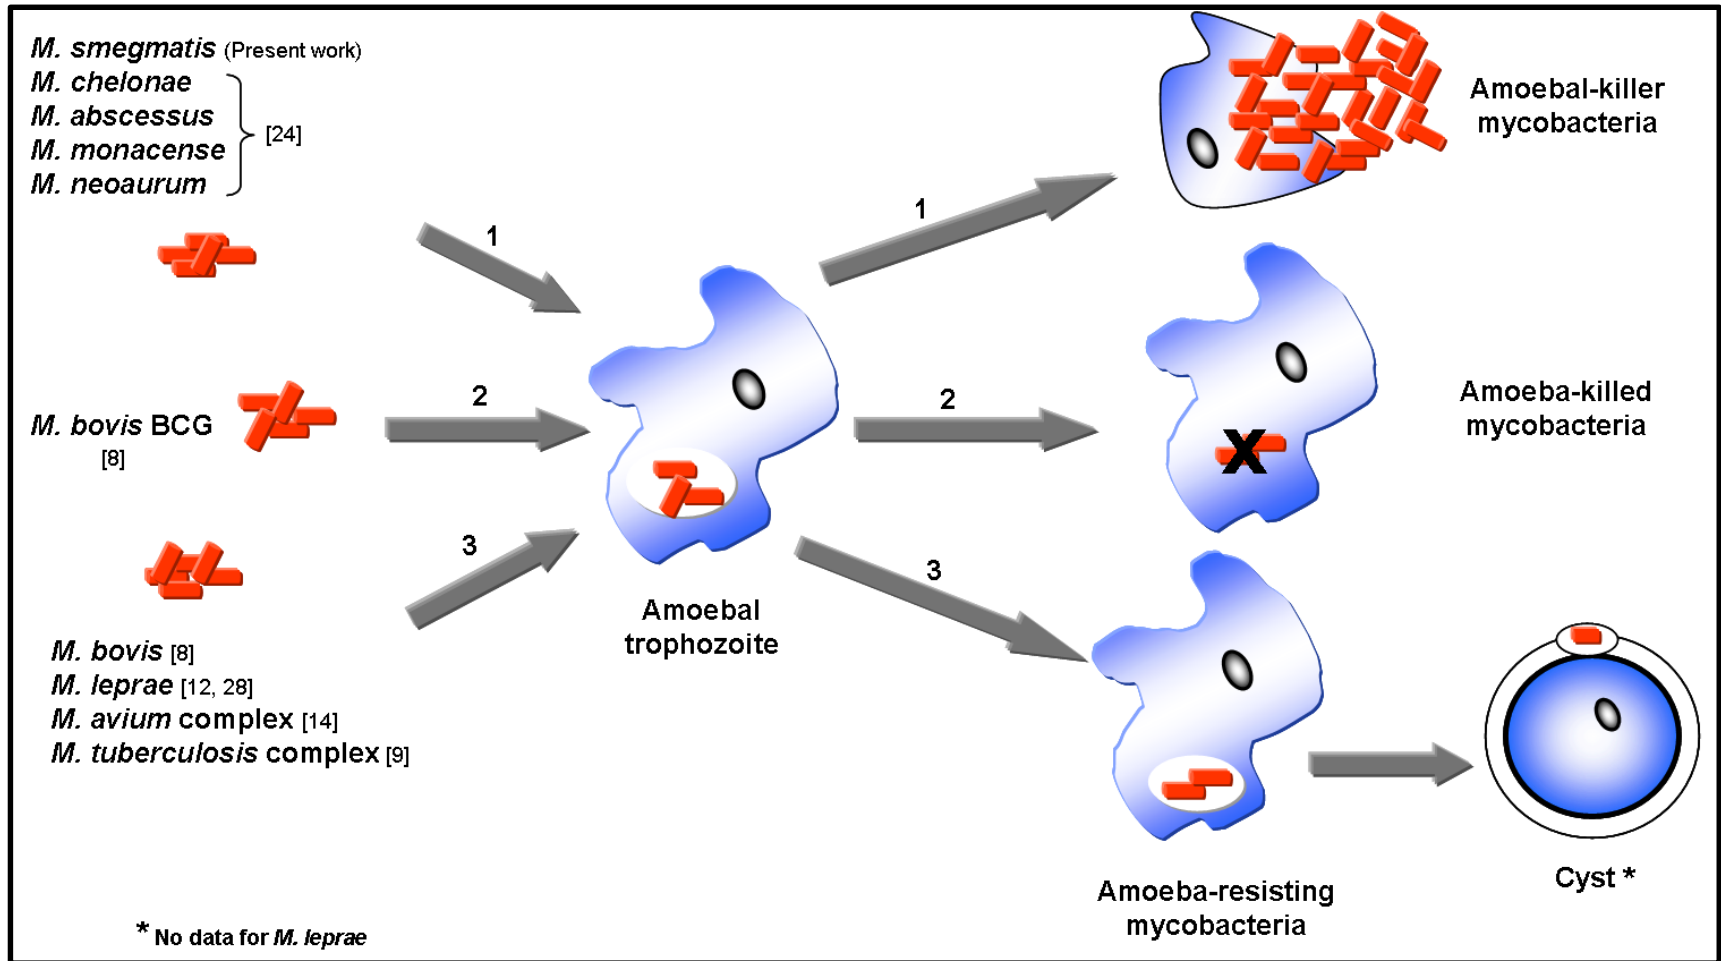 M. smegmatis (Present work)
M. chelonae
M. abscessus
M. monacense
M. neoaurum
[24]
1
1
Amoebal-killer
mycobacteria
M. bovis BCG
[8]
2
2
Amoeba-killed
mycobacteria
3
3
Amoebal
trophozoite
M. bovis [8]
M. leprae [12, 28]
M. avium complex [14]
M. tuberculosis complex [9]
X
Amoeba-resisting
mycobacteria
Cyst *
* No data for M. leprae